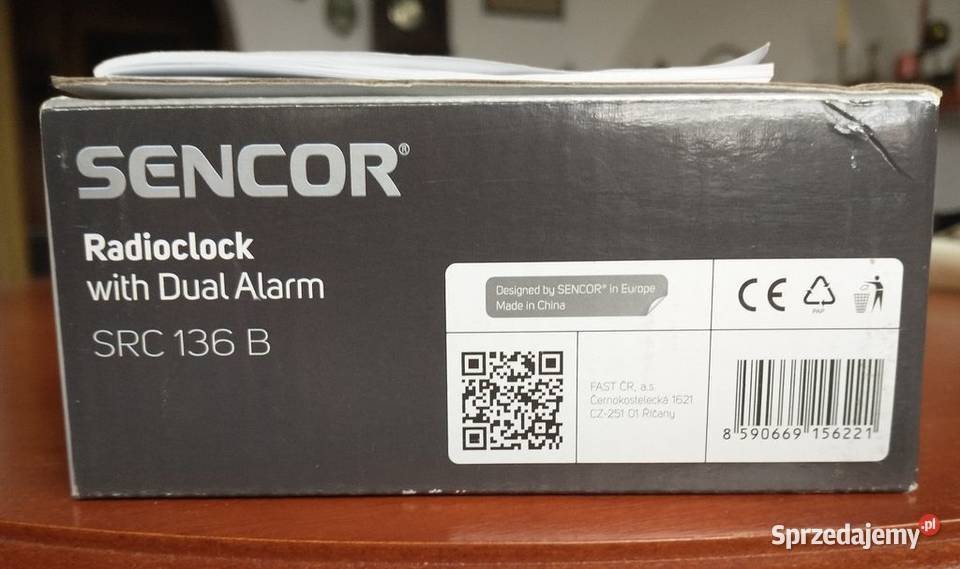 SENCOR®
Radioclock
with Dual Alarm
SRC 136 B
Designed by SENCOR® in Europe
Made in China
CE
PAP
FAST ČR, a.s.
Černokostelecká 1621
CZ-251 01 Říčany
8 590669 156221
Sprzedajemy.pl